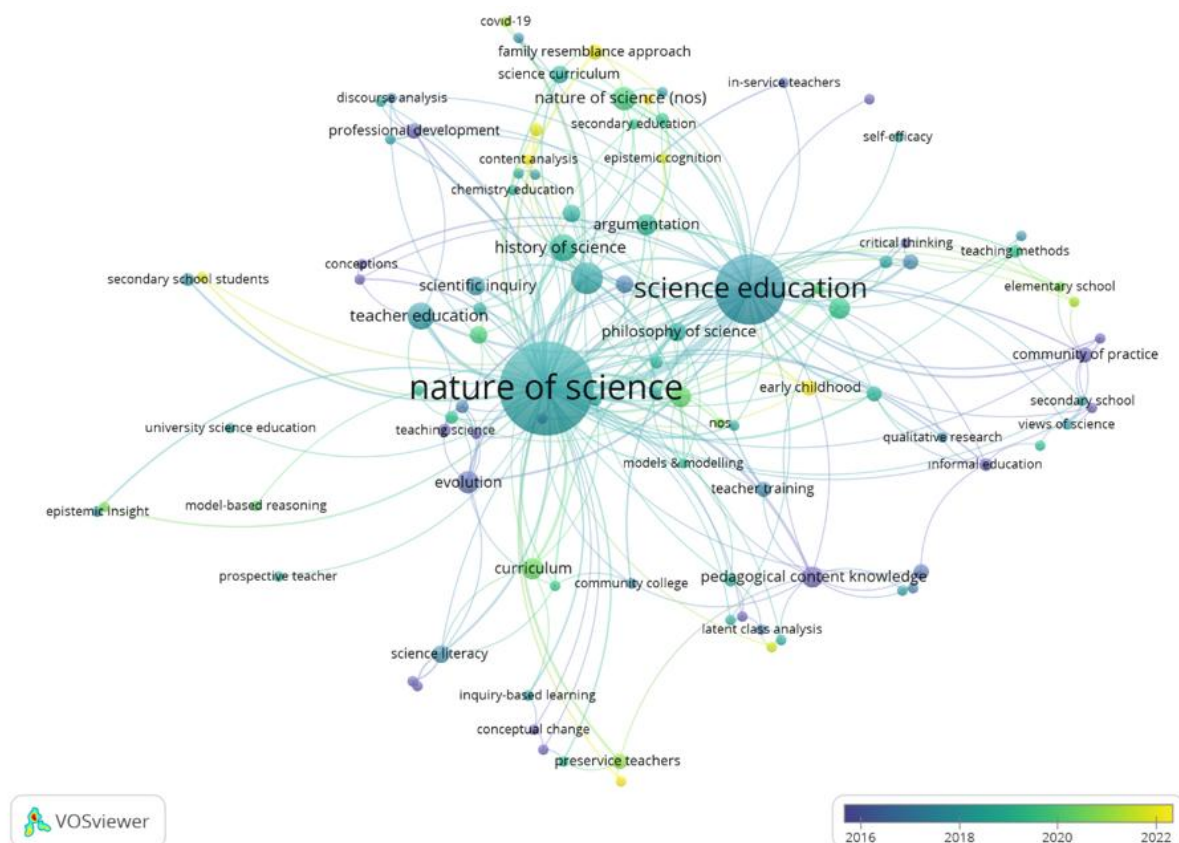 covid-19
family resemblance approach
science curriculum
in-service teachers
discourse analysis
nature of science (nos)
professional development
secondary education
self-efficacy
content analysis
epistemic cognition
chemistry education
argumentation
history of science
critical thinking
teaching methods
conceptions
secondary school students
scientific inquiry
science education
elementary school
teacher education
philosophy of science
community of practice
nature of science
early childhood
secondary school
nos
views of science
university science education
teaching science
qualitative research
models & modelling
informal education
evolution
teacher training
model-based reasoning
epistemic insight
curriculum
prospective teacher
community college
pedagogical content knowledge
latent class analysis
science literacy
inquiry-based learning
conceptual change
preservice teachers
VOSviewer
2016 2018 2020 2022